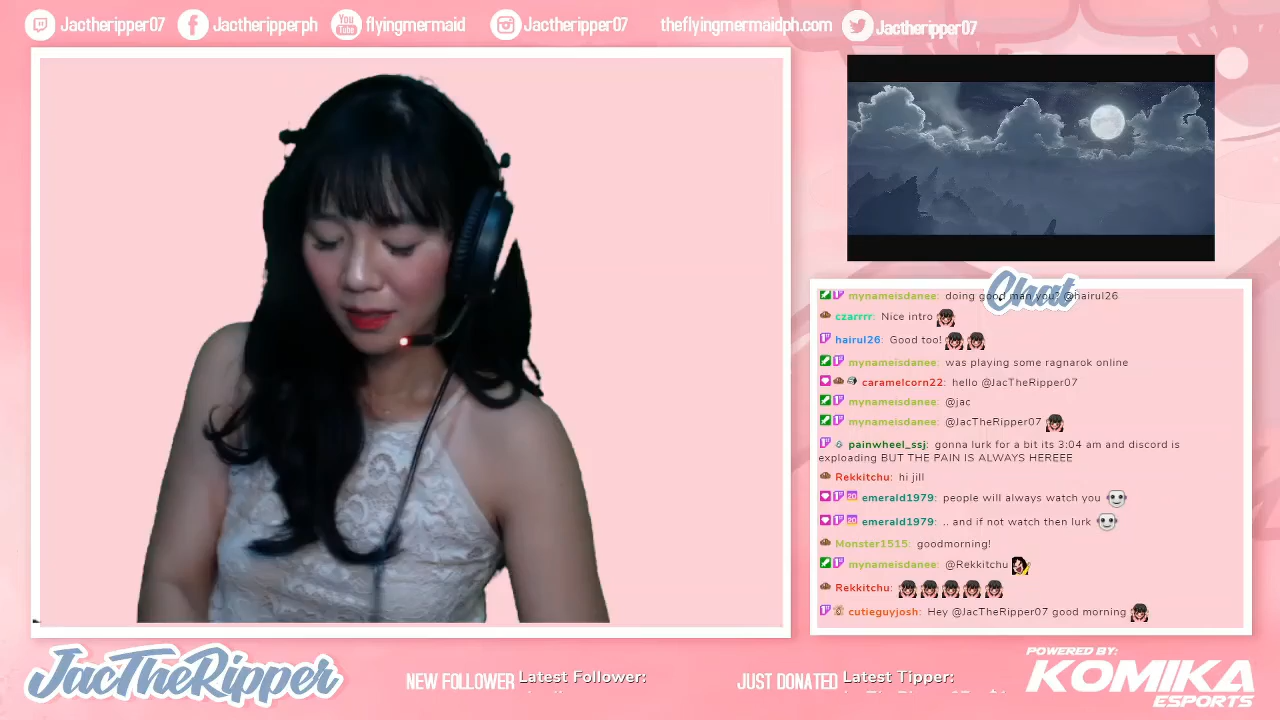 Jactheripper07
Jactheripperph
You Tube
flyingmermaid
Jactheripper07
theflyingmermaidph.com
Jactheripper07
Chat
mynameisdanee: doing good man you? @hairul26
czarrrr: Nice intro
hairul26: Good too!
mynameisdanee: was playing some ragnarok online
caramelcorn22: hello @JacTheRipper07
mynameisdanee: @jac
mynameisdanee: @JacTheRipper07
painwheel_ssj: gonna lurk for a bit its 3:04 am and discord is
exploading BUT THE PAIN IS ALWAYS HEREEE
Rekkitchu: hi jill
emerald1979: people will always watch you
emerald1979: .. and if not watch then lurk
Monster1515: goodmorning!
mynameisdanee: @Rekkitchu
Rekkitchu:
cutieguyjosh: Hey @JacTheRipper07 good morning
JacTheRipper
NEW FOLLOWER Latest Follower:
JUST DONATED Latest Tipper:
POWERED BY:
KOMIKA
ESPORTS